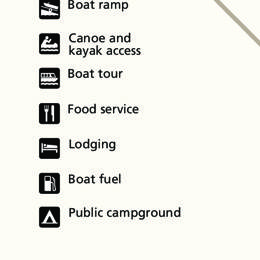 Boat ramp
Canoe and
kayak access
Boat tour
Food service
Lodging
Boat fuel
Public campground